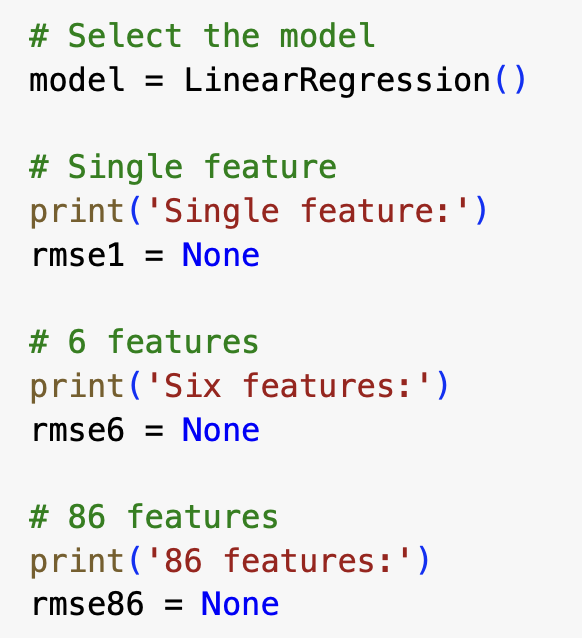 # Select the model
model = LinearRegression()
# Single feature
print('Single feature:')
rmse1 = None
# 6 features
print('Six features:')
rmse6 = None
# 86 features
print('86 features:')
rmse86 = None